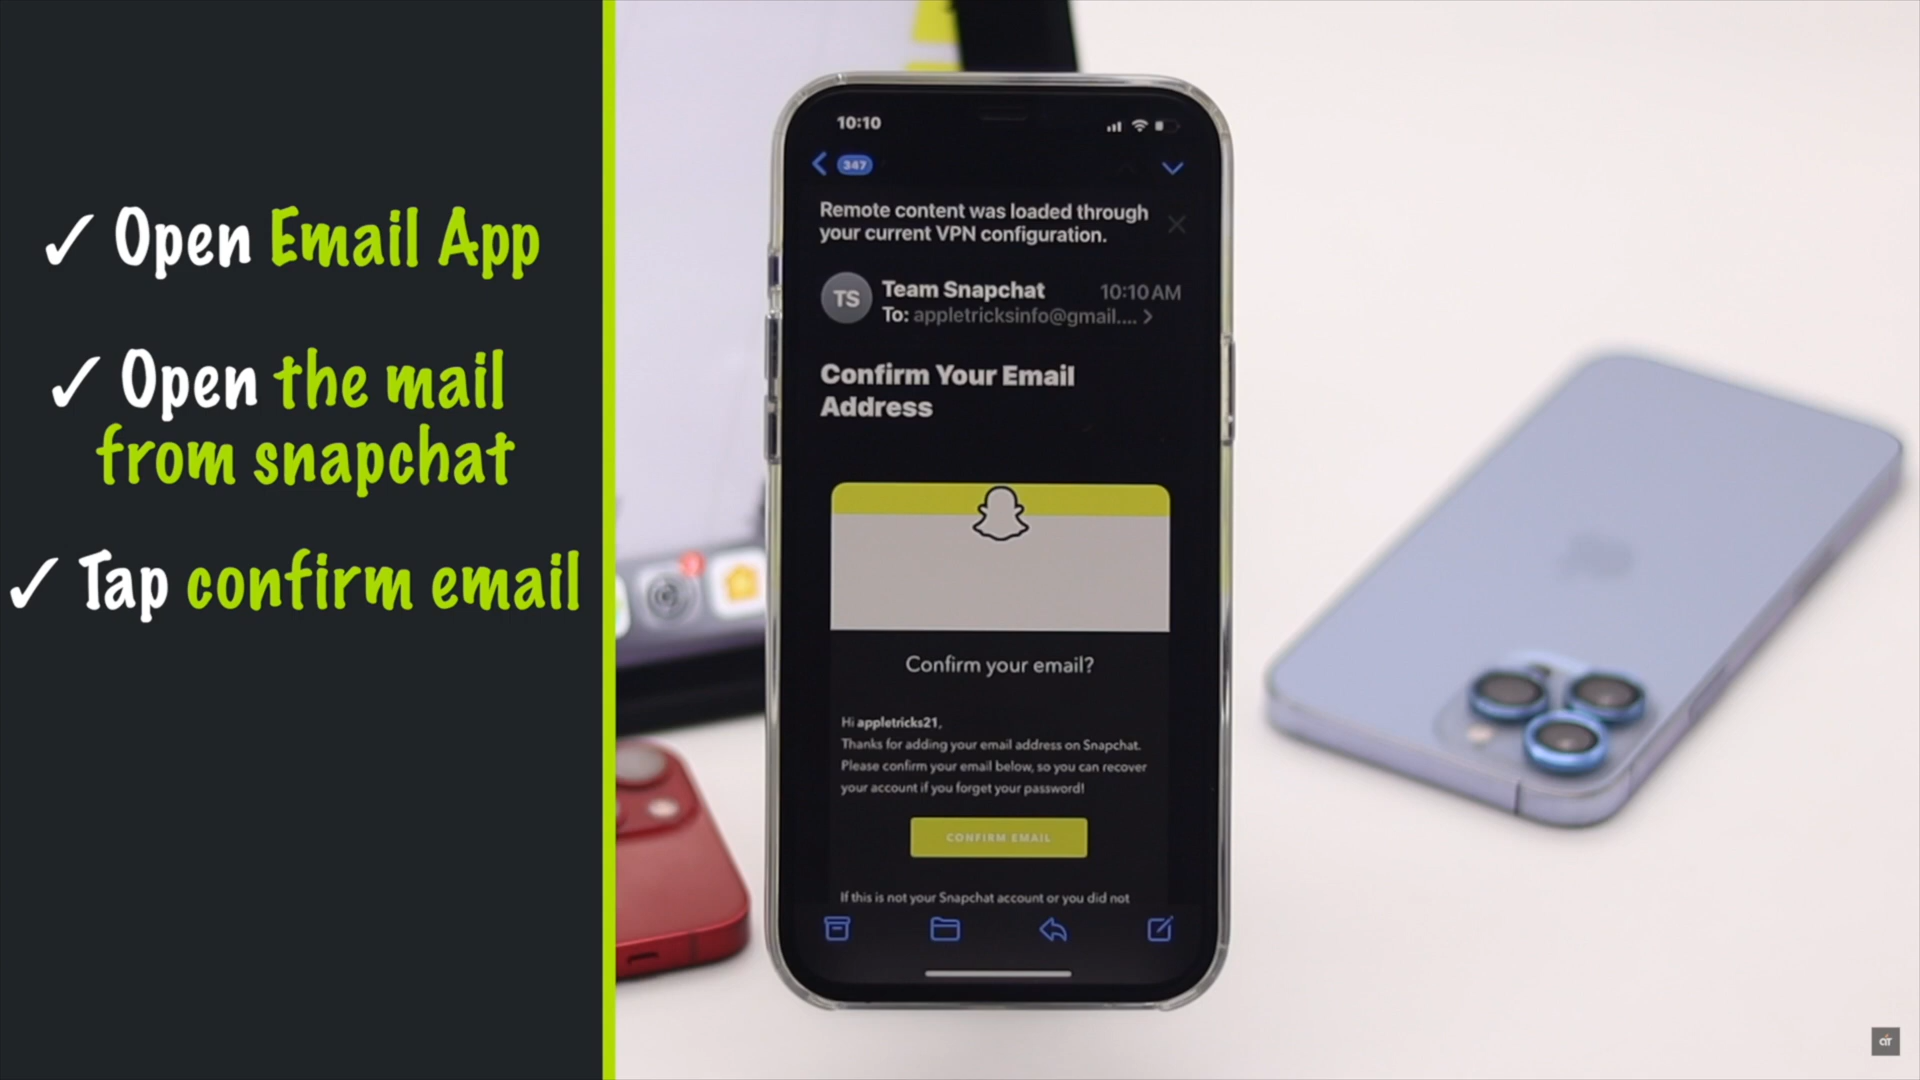 ✓ Open Email App
✓ Open the mail
from snapchat
✓ Tap confirm email
10:10
347
Remote content was loaded through
your current VPN configuration.
TS
Team Snapchat 10:10 AM
To: appletricksinfo@gmail....
Confirm Your Email
Address
Confirm your email?
Hi appletricks21,
Thanks for adding your email address on Snapchat.
Please confirm your email below, so you can recover
your account if you forget your password!
CONFIRM EMAIL
If this is not your Snapchat account or you did not